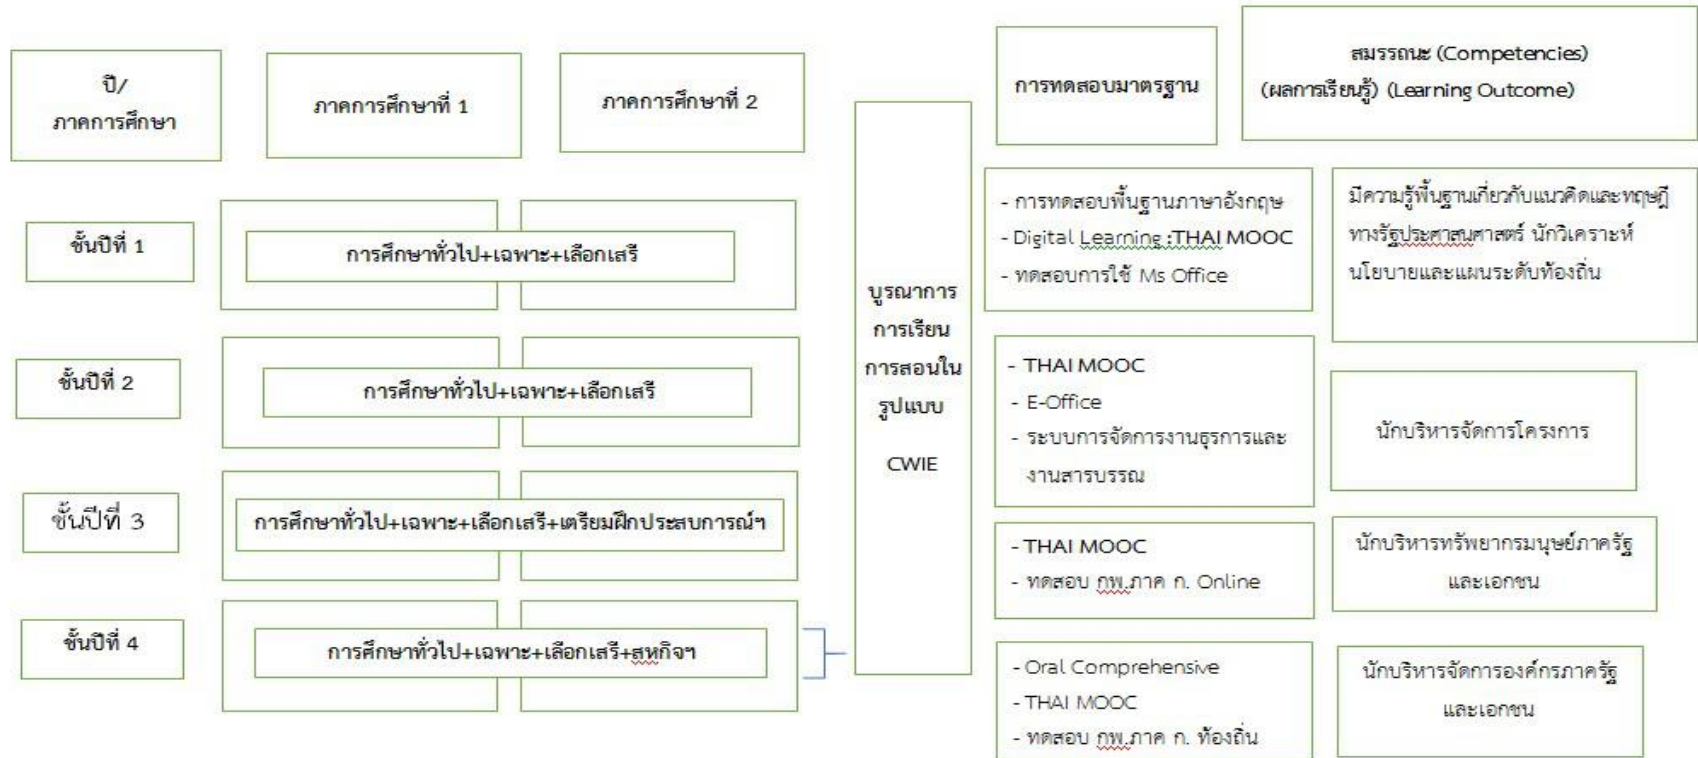 ปี/
ภาคการศึกษา
ภาคการศึกษาที่ 1
ภาคการศึกษาที่ 2
การทดสอบมาตรฐาน
สมรรถนะ (Competencies)
(ผลการเรียนรู้) (Learning Outcome)
ชั้นปีที่ 1
การศึกษาทั่วไป+เฉพาะ+เลือกเสรี
ชั้นปีที่ 2
การศึกษาทั่วไป+เฉพาะ+เลือกเสรี
ชั้นปีที่ 3
การศึกษาทั่วไป+เฉพาะ+เลือกเสรี+เตรียมฝึกประสบการณ์ฯ
ชั้นปีที่ 4
การศึกษาทั่วไป+เฉพาะ+เลือกเสรี+สหกิจฯ
บูรณาการ
การเรียน
การสอนใน
รูปแบบ
CWIE
- การทดสอบพื้นฐานภาษาอังกฤษ
- Digital Learning :THAI MOOC
- ทดสอบการใช้ Ms Office
มีความรู้พื้นฐานเกี่ยวกับแนวคิดและทฤษฎี
ทางรัฐประศาสนศาสตร์ นักวิเคราะห์
นโยบายและแผนระดับท้องถิ่น
- THAI MOOC
- E-Office
- ระบบการจัดการงานธุรการและ
งานสารบรรณ
นักบริหารจัดการโครงการ
- THAI MOOC
- ทดสอบ กพ.ภาค ก. Online
นักบริหารทรัพยากรมนุษย์ภาครัฐ
และเอกชน
- Oral Comprehensive
- THAI MOOC
- ทดสอบ กพ.ภาค ก. ท้องถิ่น
นักบริหารจัดการองค์กรภาครัฐ
และเอกชน